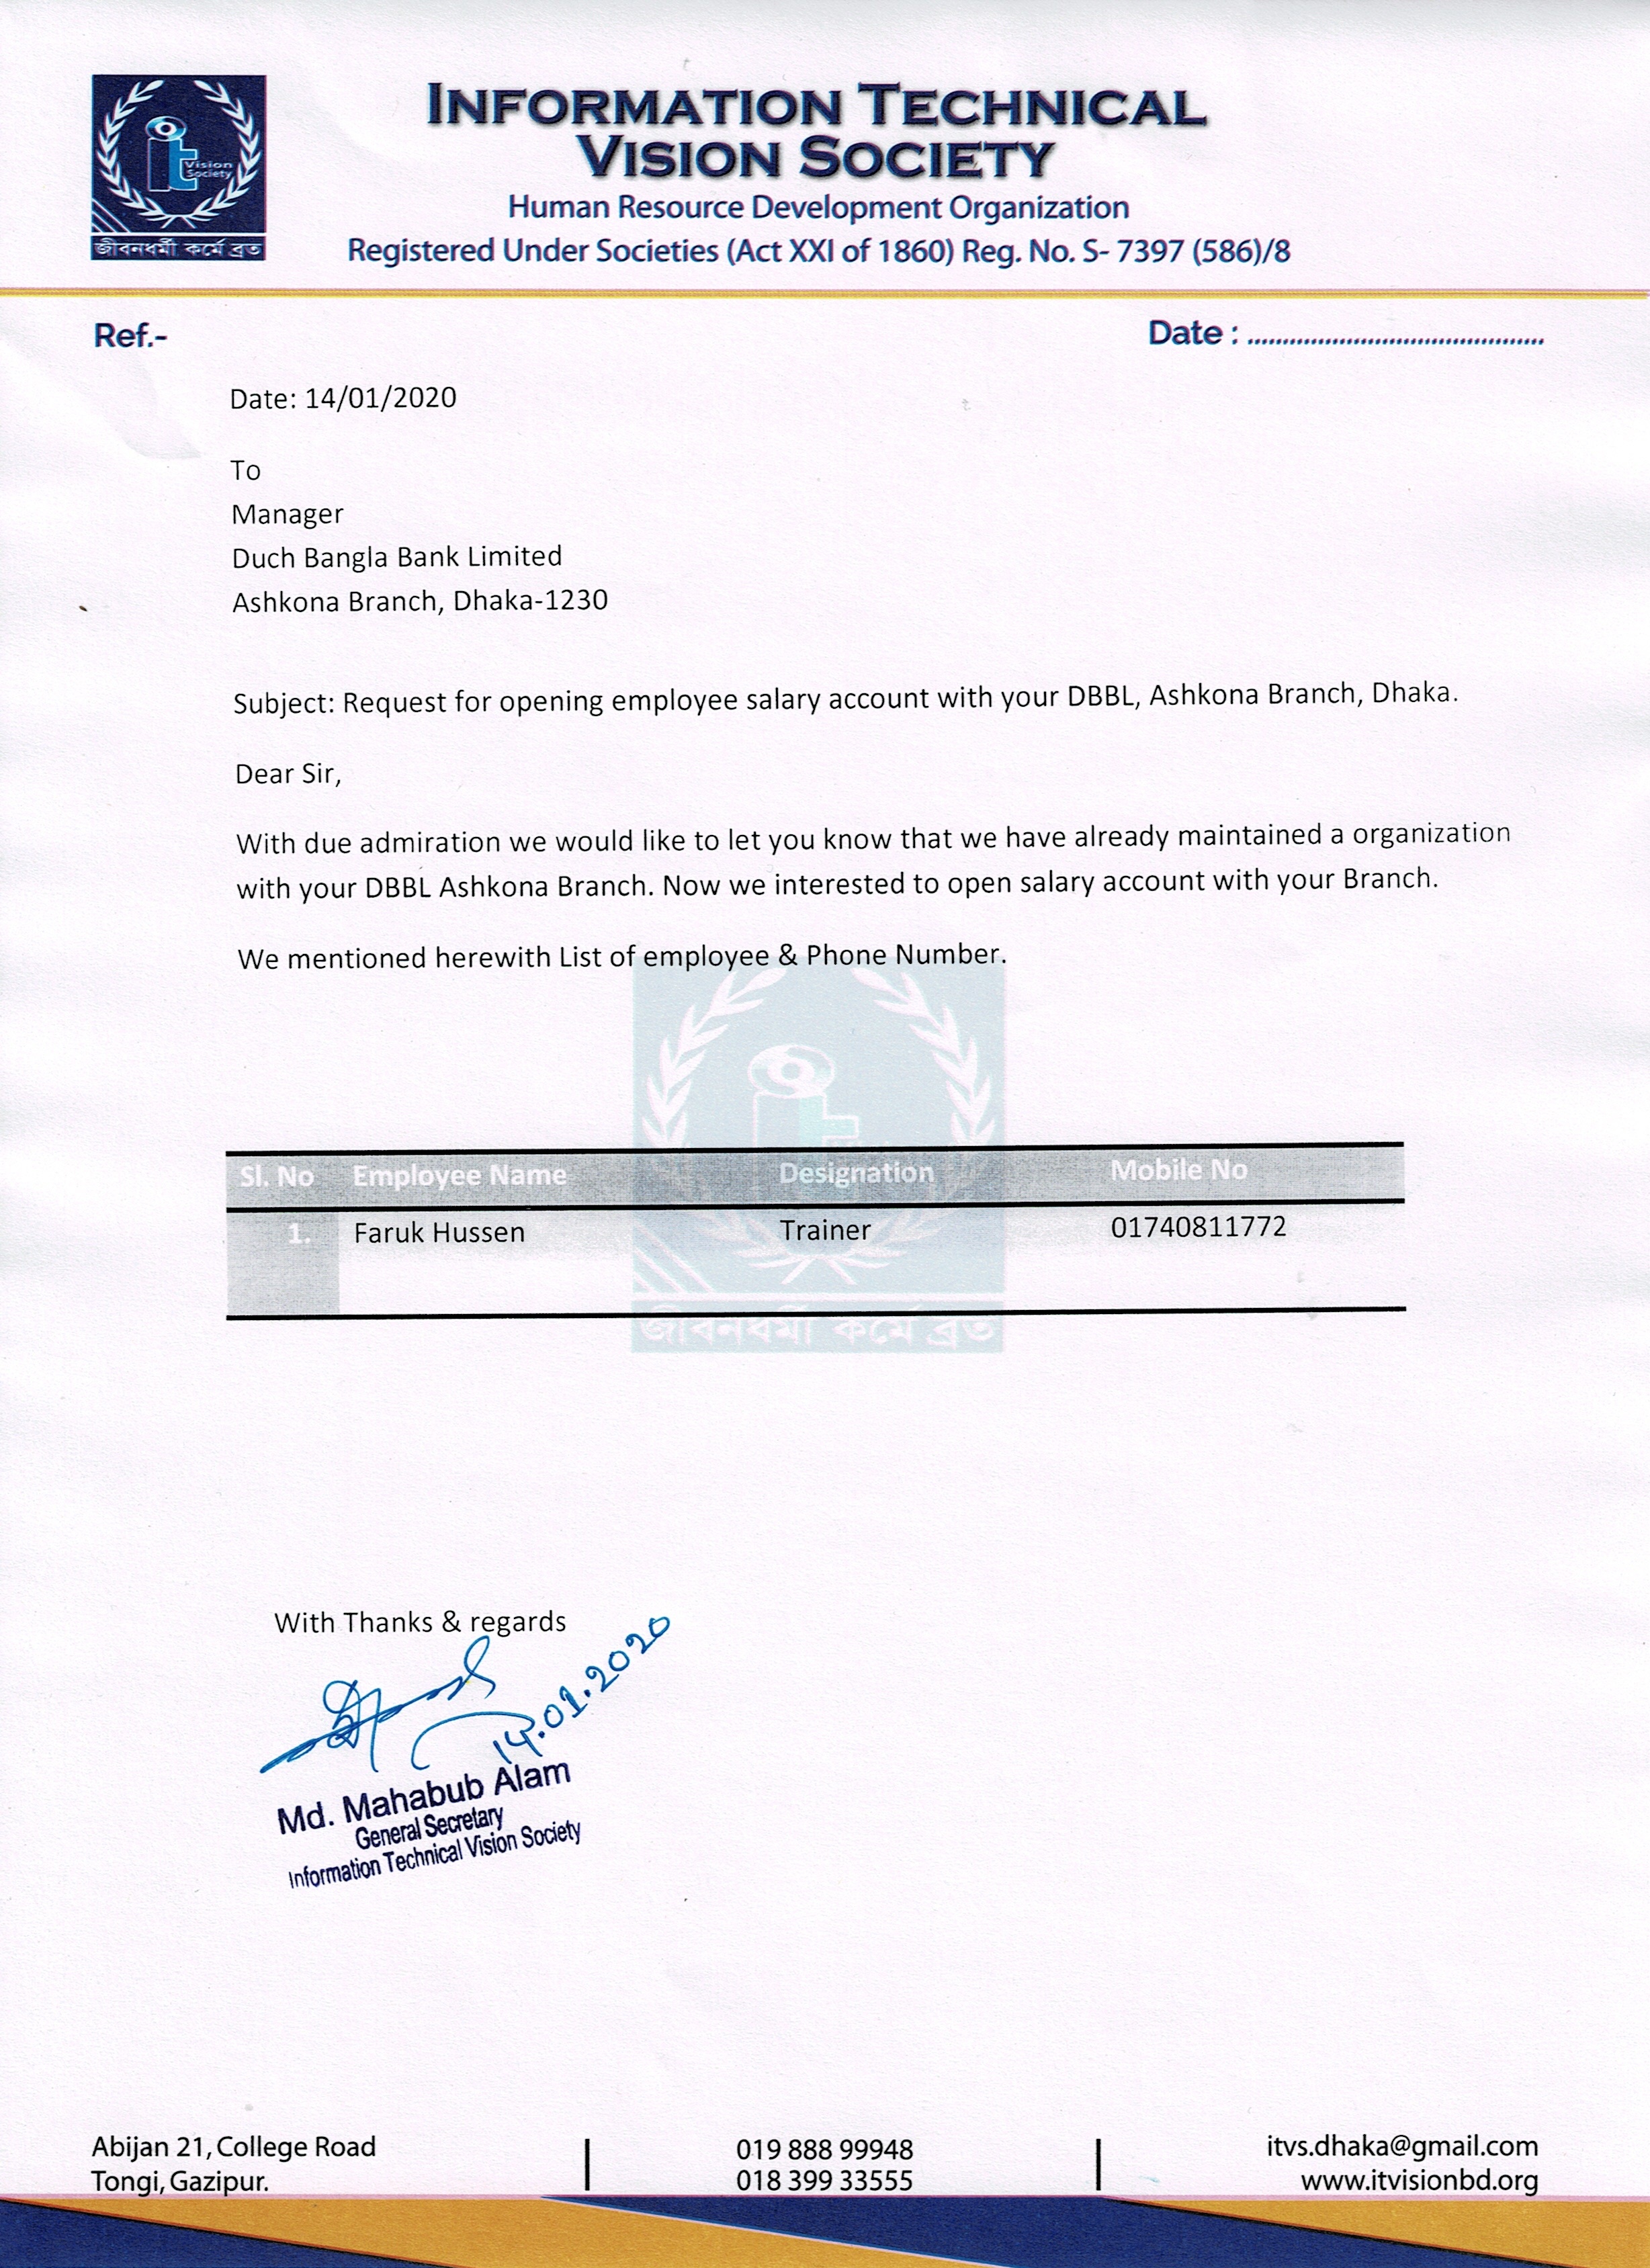 it
Vision
Society
জীবনধর্মী কর্মে ব্রত
INFORMATION TECHNICAL
VISION SOCIETY
Human Resource Development Organization
Registered Under Societies (Act XXI of 1860) Reg. No. S- 7397 (586)/8
Ref.-
Date : ..........................................
Date: 14/01/2020
To
Manager
Duch Bangla Bank Limited
Ashkona Branch, Dhaka-1230
Subject: Request for opening employee salary account with your DBBL, Ashkona Branch, Dhaka.
Dear Sir,
With due admiration we would like to let you know that we have already maintained a organization
with your DBBL Ashkona Branch. Now we interested to open salary account with your Branch.
We mentioned herewith List of employee & Phone Number.
it
Sl. No Employee Name Designation Mobile No
1. Faruk Hussen Trainer 01740811772
জীবনধর্মী কর্মে ব্রত
With Thanks & regards
14.01.2020
Md. Mahabub Alam
General Secretary
Information Technical Vision Society
Abijan 21, College Road
Tongi, Gazipur.
019 888 99948
018 399 33555
itvs.dhaka@gmail.com
www.itvisionbd.org